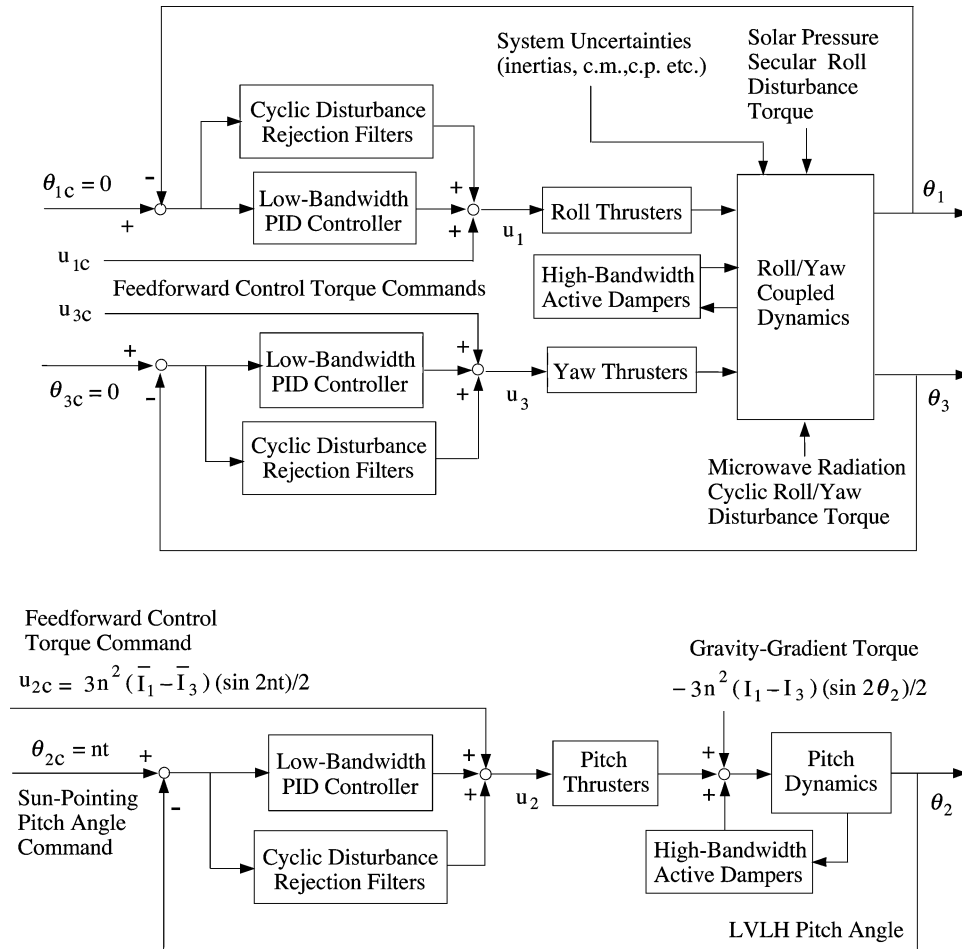 System Uncertainties
(inertias, c.m.,c.p. etc.)
Solar Pressure
Secular Roll
Disturbance
Torque
Cyclic Disturbance
Rejection Filters
θ1c = 0
-
+
Low-Bandwidth
PID Controller
+
+
u1
Roll Thrusters
θ1
u1c
Feedforward Control Torque Commands
High-Bandwidth
Active Dampers
Roll/Yaw
Coupled
Dynamics
u3c
+
-
θ3c = 0
Low-Bandwidth
PID Controller
+
+
u3
Yaw Thrusters
θ3
Cyclic Disturbance
Rejection Filters
Microwave Radiation
Cyclic Roll/Yaw
Disturbance Torque
Feedforward Control
Torque Command
u2c = 3n²(I̅1−I̅3)(sin 2nt)/2
Gravity-Gradient Torque
−3n²(I1−I3)(sin 2θ2)/2
θ2c = nt
+
-
Sun-Pointing
Pitch Angle
Command
Low-Bandwidth
PID Controller
+
+
u2
Pitch
Thrusters
+
+
Pitch
Dynamics
θ2
Cyclic Disturbance
Rejection Filters
High-Bandwidth
Active Dampers
LVLH Pitch Angle